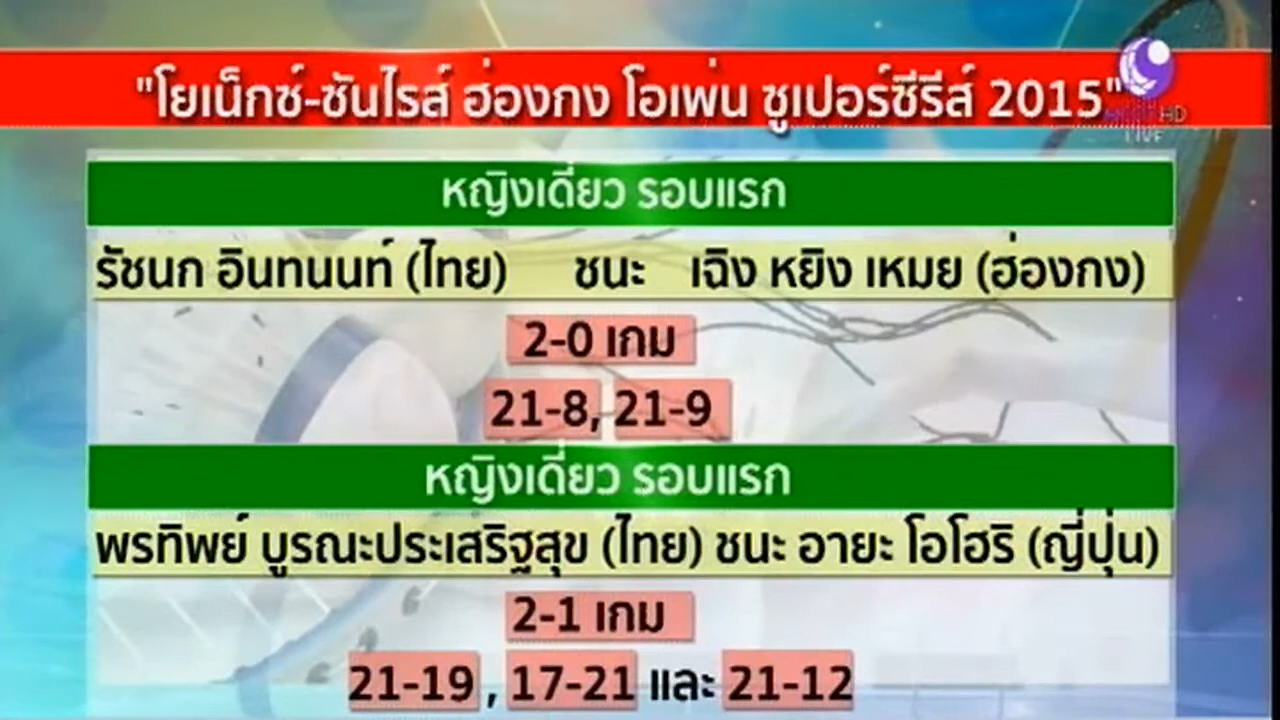 "โยเน็กซ์-ซันไรส์ ฮ่องกง โอเพ่น ซูเปอร์ซีรีส์ 2015"
HD
LIVE
หญิงเดี่ยว รอบแรก
รัชนก อินทนนท์ (ไทย) ชนะ เฉิง หยิง เหมย (ฮ่องกง)
2-0 เกม
21-8, 21-9
หญิงเดี่ยว รอบแรก
พรทิพย์ บูรณะประเสริฐสุข (ไทย) ชนะ อายะ โอโฮริ (ญี่ปุ่น)
2-1 เกม
21-19 , 17-21 และ 21-12